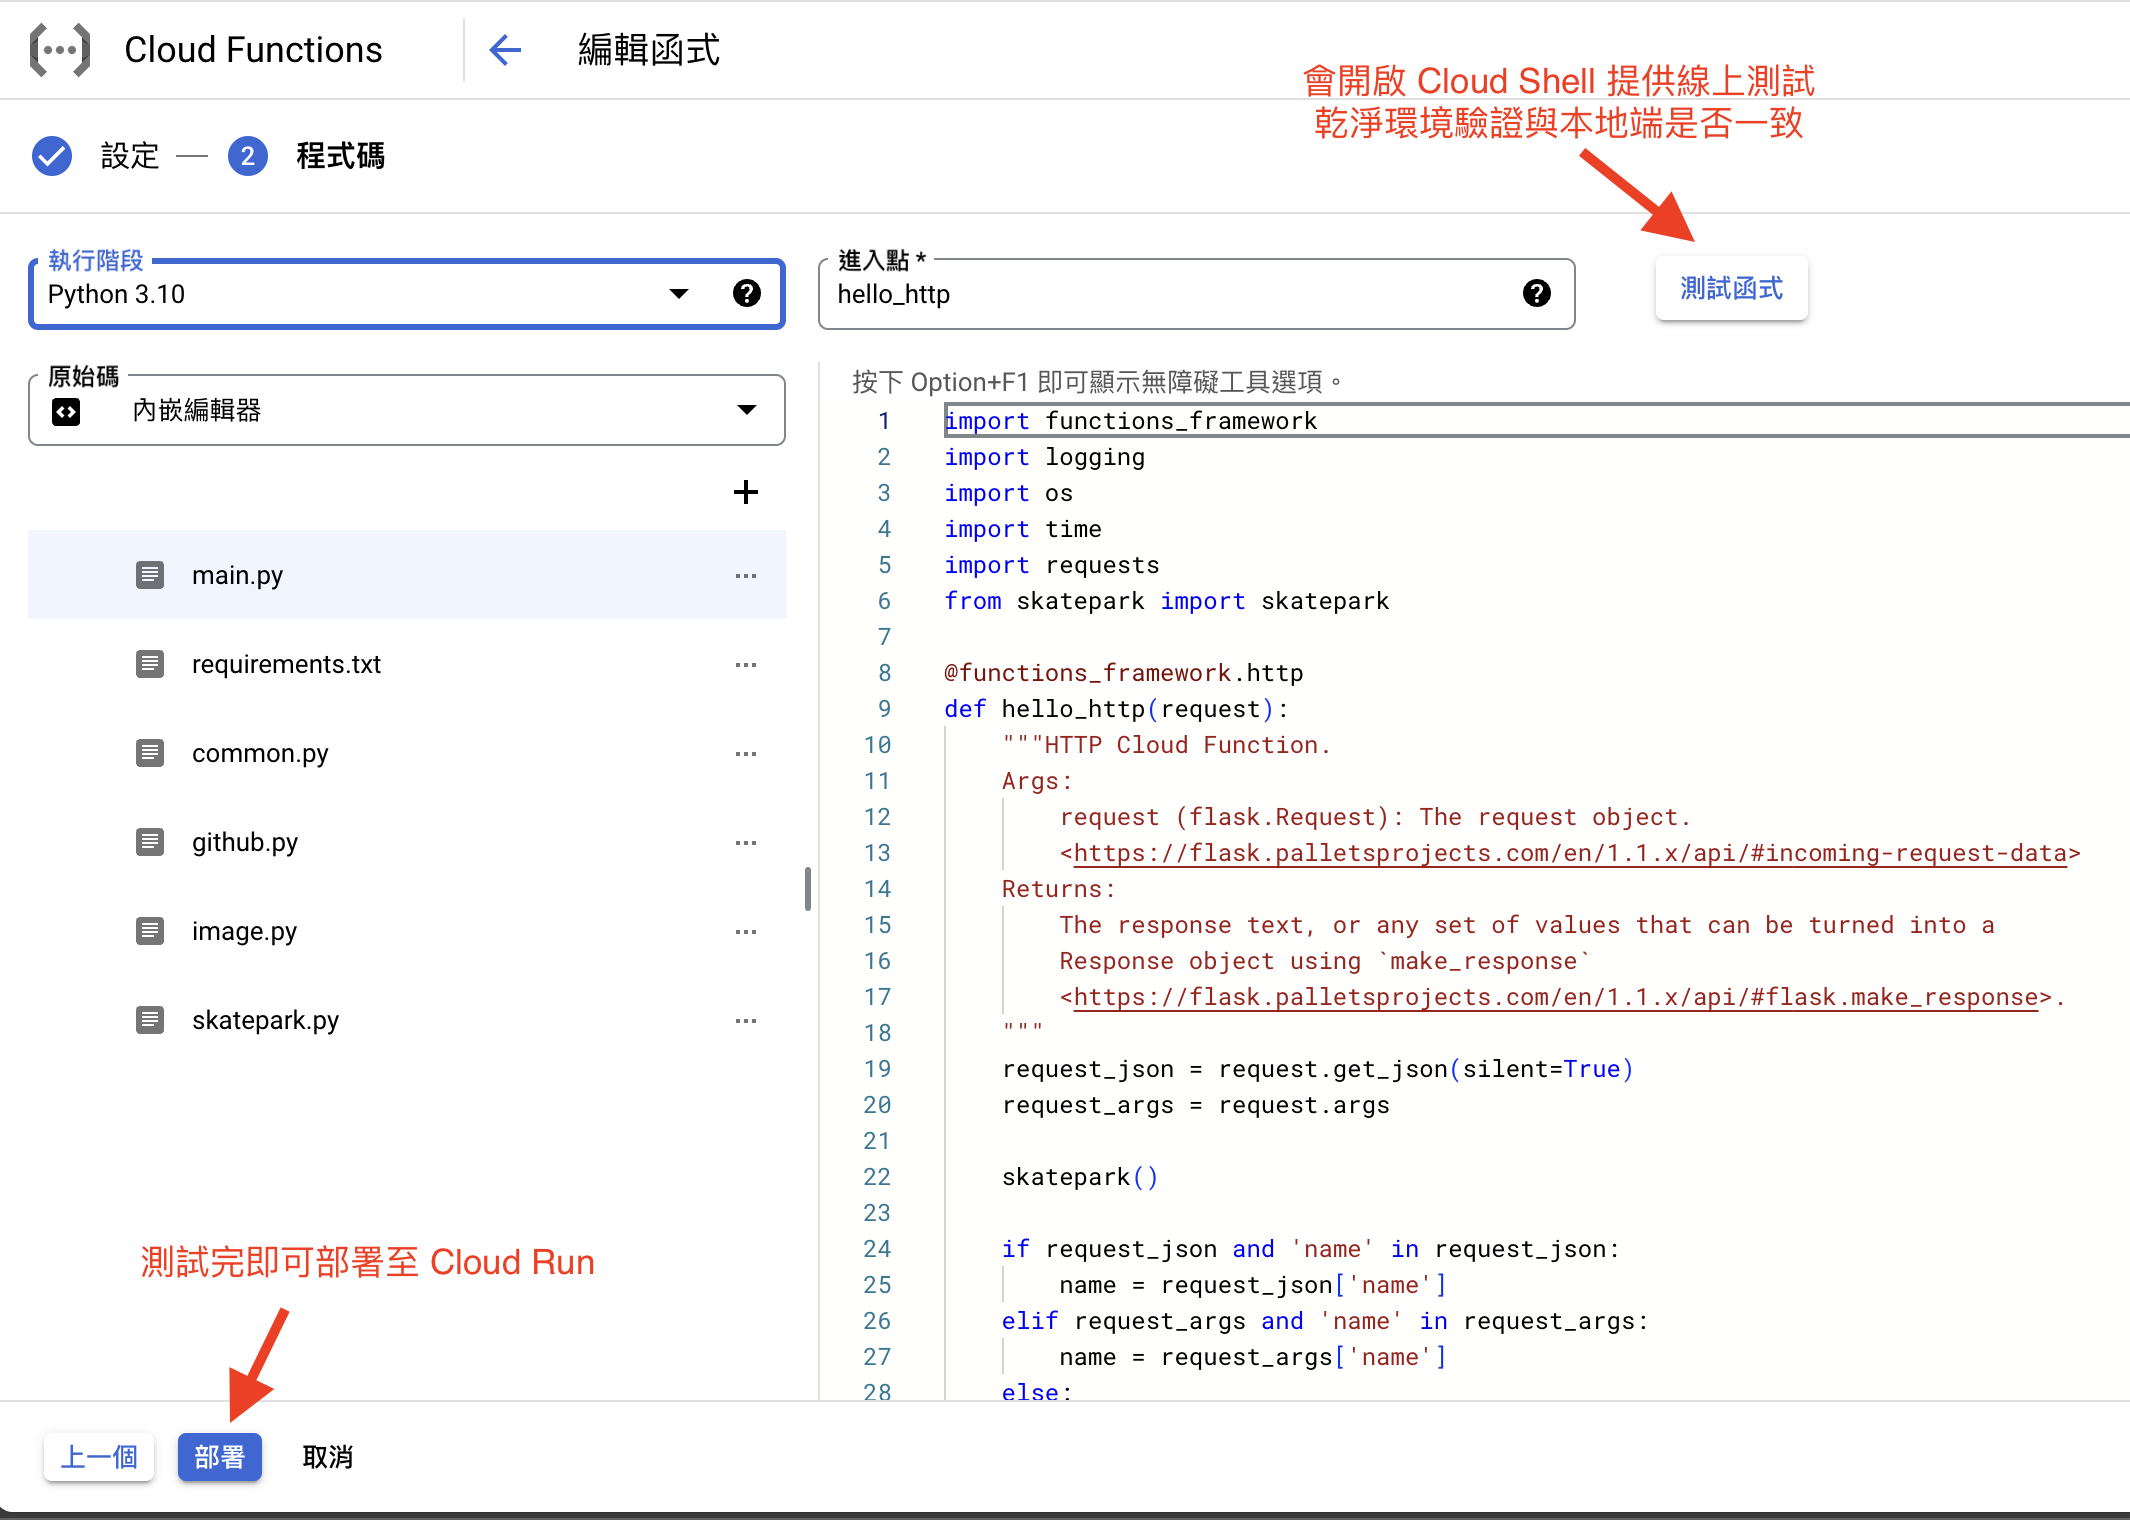 Cloud Functions
編輯函式
會開啟 Cloud Shell 提供線上測試
乾淨環境驗證與本地端是否一致
設定
2 程式碼
執行階段
Python 3.10
進入點 *
hello_http
測試函式
原始碼
內嵌編輯器
main.py
requirements.txt
common.py
github.py
image.py
skatepark.py
按下 Option+F1 即可顯示無障礙工具選項。
1 import functions_framework
2 import logging
3 import os
4 import time
5 import requests
6 from skatepark import skatepark
7
8 @functions_framework.http
9 def hello_http(request):
10 """HTTP Cloud Function.
11 Args:
12 request (flask.Request): The request object.
13 <https://flask.palletsprojects.com/en/1.1.x/api/#incoming-request-data>
14 Returns:
15 The response text, or any set of values that can be turned into a
16 Response object using `make_response`
17 <https://flask.palletsprojects.com/en/1.1.x/api/#flask.make_response>.
18 """
19 request_json = request.get_json(silent=True)
20 request_args = request.args
21
22 skatepark()
23
24 if request_json and 'name' in request_json:
25 name = request_json['name']
26 elif request_args and 'name' in request_args:
27 name = request_args['name']
28 else:
測試完即可部署至 Cloud Run
上一個
部署
取消